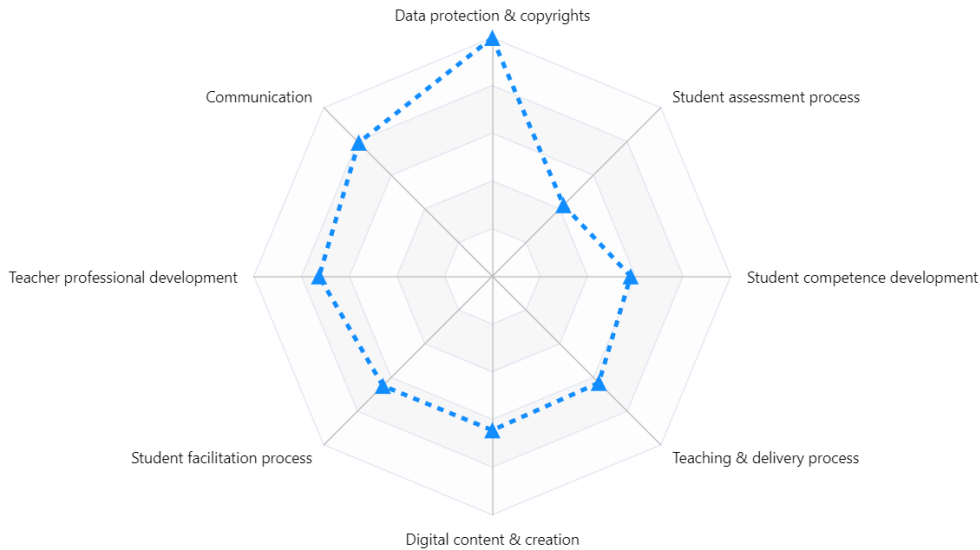 Data protection & copyrights
Communication
Student assessment process
Teacher professional development
Student competence development
Student facilitation process
Teaching & delivery process
Digital content & creation